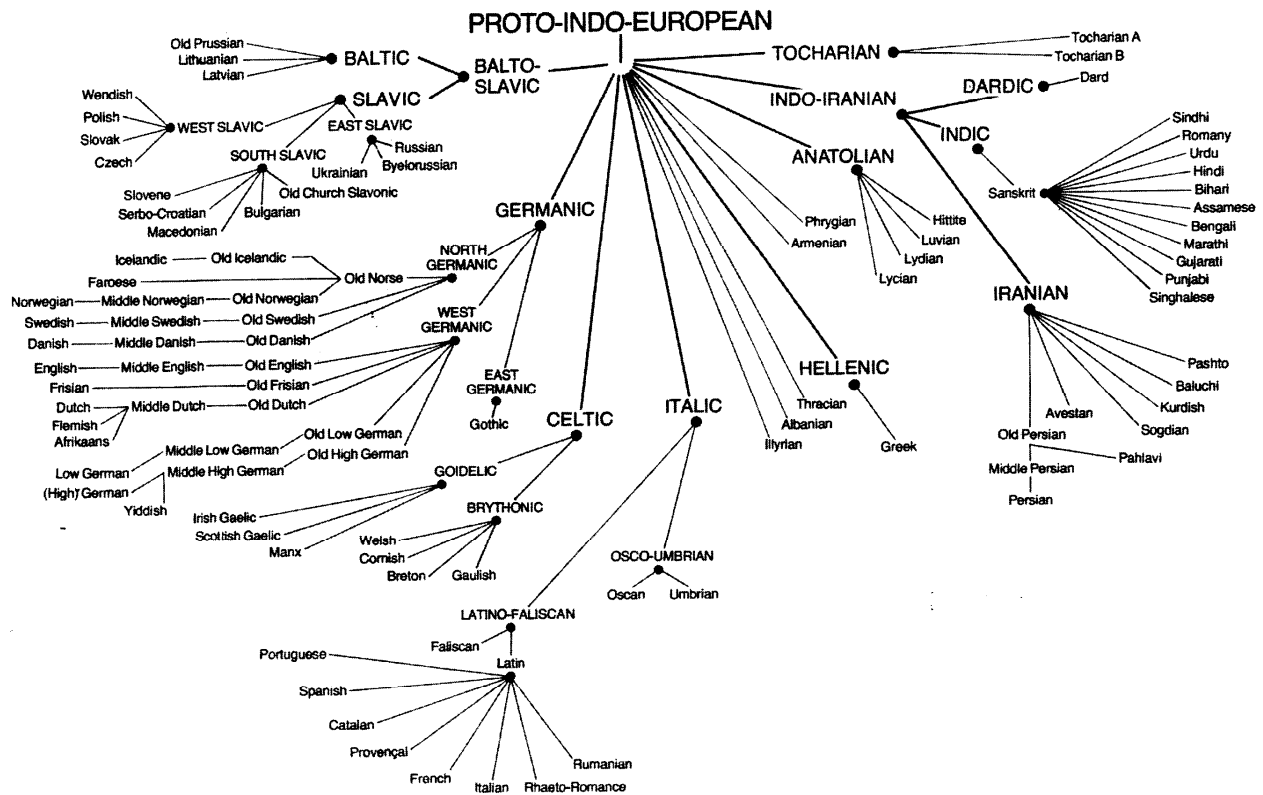 PROTO-INDO-EUROPEAN
Old Prussian
Lithuanian
Latvian
BALTIC
BALTO-
SLAVIC
TOCHARIAN
Tocharian A
Tocharian B
SLAVIC
Wendish
Polish
Slovak
Czech
WEST SLAVIC
EAST SLAVIC
Russian
Byelorussian
Ukrainian
SOUTH SLAVIC
Old Church Slavonic
Slovene
Serbo-Croatian
Macedonian
Bulgarian
INDO-IRANIAN
DARDIC
Dard
INDIC
Sanskrit
Sindhi
Romany
Urdu
Hindi
Bihari
Assamese
Bengali
Marathi
Gujarati
Punjabi
Singhalese
ANATOLIAN
Hittite
Luvian
Lydian
Lycian
Phrygian
Armenian
IRANIAN
Pashto
Baluchi
Kurdish
Sogdian
Avestan
Old Persian
Pahlavi
Middle Persian
Persian
GERMANIC
NORTH
GERMANIC
Icelandic
Old Icelandic
Faroese
Old Norse
Norwegian
Middle Norwegian
Old Norwegian
Swedish
Middle Swedish
Old Swedish
Danish
Middle Danish
Old Danish
WEST
GERMANIC
English
Middle English
Old English
Frisian
Old Frisian
Dutch
Flemish
Afrikaans
Middle Dutch
Old Dutch
Old Low German
Middle Low German
Low German
Old High German
Middle High German
(High) German
Yiddish
EAST
GERMANIC
Gothic
HELLENIC
Greek
Thracian
Albanian
Illyrian
CELTIC
GOIDELIC
Irish Gaelic
Scottish Gaelic
Manx
BRYTHONIC
Welsh
Cornish
Breton
Gaulish
ITALIC
OSCO-UMBRIAN
Oscan
Umbrian
LATINO-FALISCAN
Faliscan
Latin
Portuguese
Spanish
Catalan
Provençal
French
Italian
Rhaeto-Romance
Rumanian